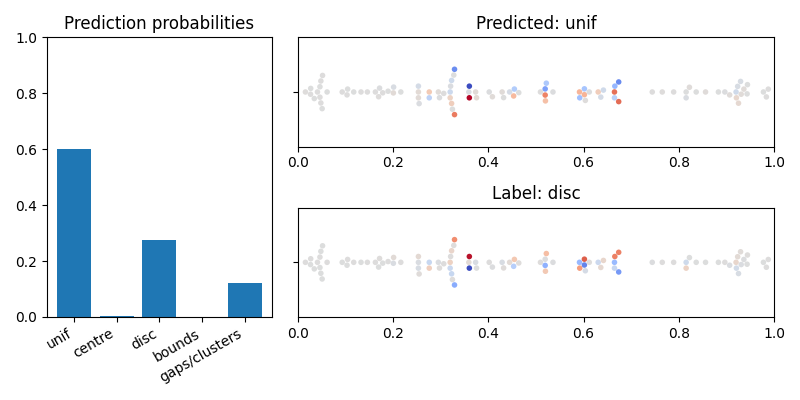 Prediction probabilities
1.0
0.8
0.6
0.4
0.2
0.0
unif
centre
disc
bounds
gaps/clusters
Predicted: unif
0.0 0.2 0.4 0.6 0.8 1.0
Label: disc
0.0 0.2 0.4 0.6 0.8 1.0